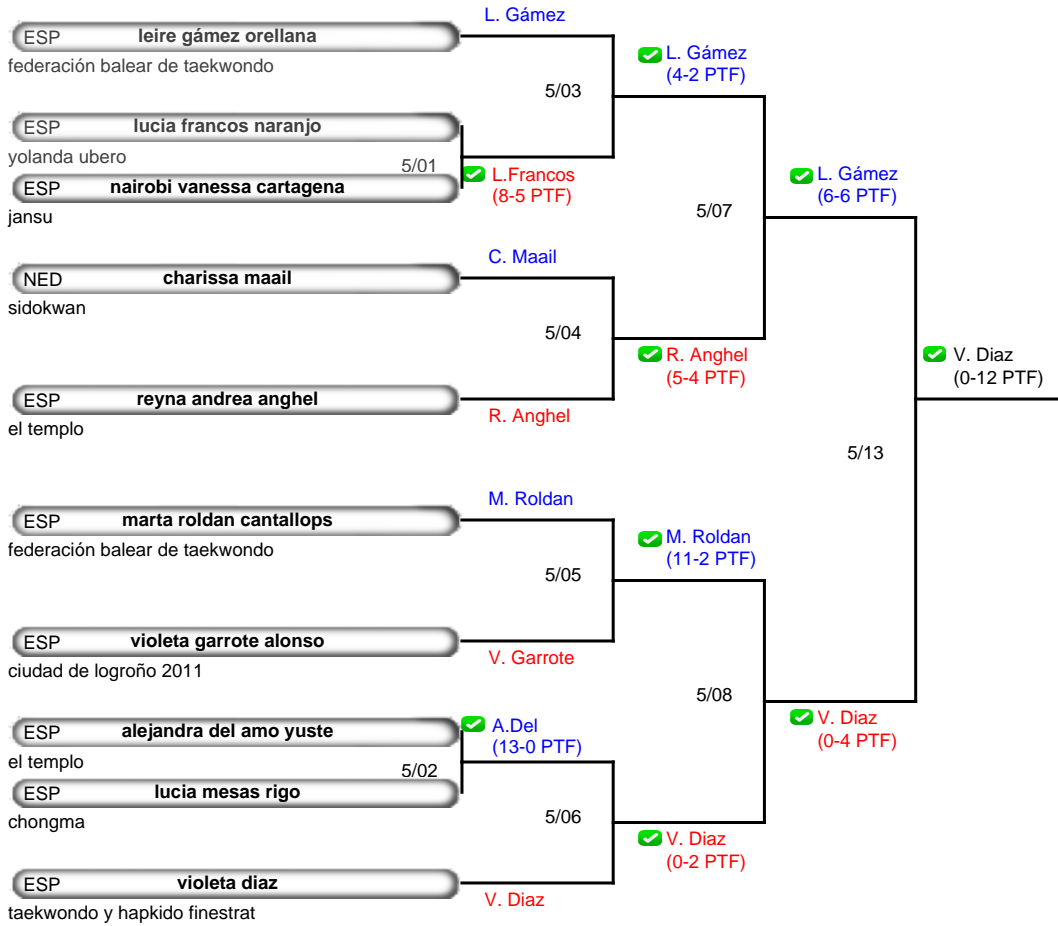 L. Gámez
ESP leire gámez orellana
federación balear de taekwondo
L. Gámez
(4-2 PTF)
5/03
ESP lucia francos naranjo
yolanda ubero
5/01
L.Francos
(8-5 PTF)
ESP nairobi vanessa cartagena
jansu
L. Gámez
(6-6 PTF)
5/07
C. Maail
NED charissa maail
sidokwan
5/04
R. Anghel
(5-4 PTF)
V. Diaz
(0-12 PTF)
ESP reyna andrea anghel
el templo
R. Anghel
5/13
M. Roldan
ESP marta roldan cantallops
federación balear de taekwondo
M. Roldan
(11-2 PTF)
5/05
ESP violeta garrote alonso
ciudad de logroño 2011
V. Garrote
5/08
A.Del
(13-0 PTF)
ESP alejandra del amo yuste
el templo
5/02
V. Diaz
(0-4 PTF)
ESP lucia mesas rigo
chongma
5/06
V. Diaz
(0-2 PTF)
ESP violeta diaz
taekwondo y hapkido finestrat
V. Diaz